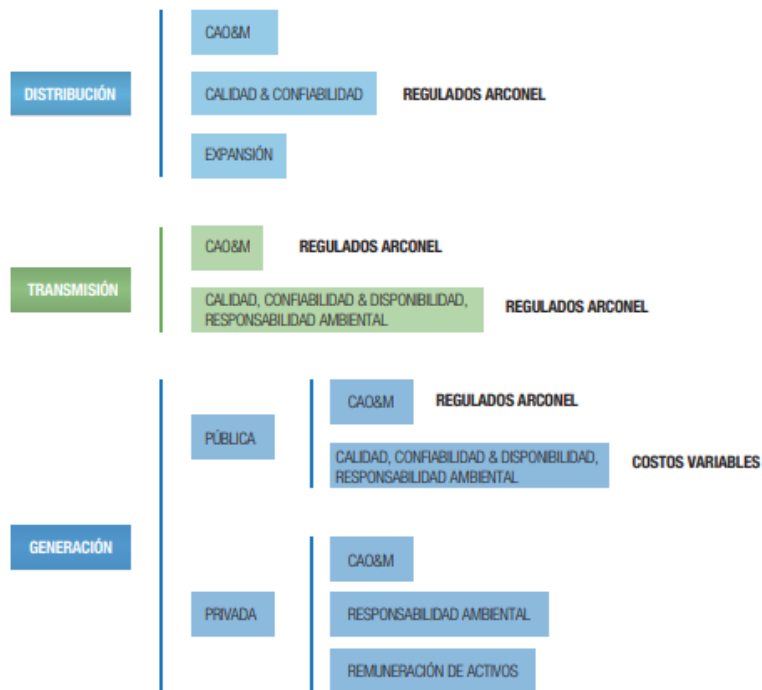 DISTRIBUCIÓN
CAO&M
CALIDAD & CONFIABILIDAD
REGULADOS ARCONEL
EXPANSIÓN
TRANSMISIÓN
CAO&M
REGULADOS ARCONEL
CALIDAD, CONFIABILIDAD & DISPONIBILIDAD,
RESPONSABILIDAD AMBIENTAL
REGULADOS ARCONEL
GENERACIÓN
PÚBLICA
CAO&M
REGULADOS ARCONEL
CALIDAD, CONFIABILIDAD & DISPONIBILIDAD,
RESPONSABILIDAD AMBIENTAL
COSTOS VARIABLES
PRIVADA
CAO&M
RESPONSABILIDAD AMBIENTAL
REMUNERACIÓN DE ACTIVOS